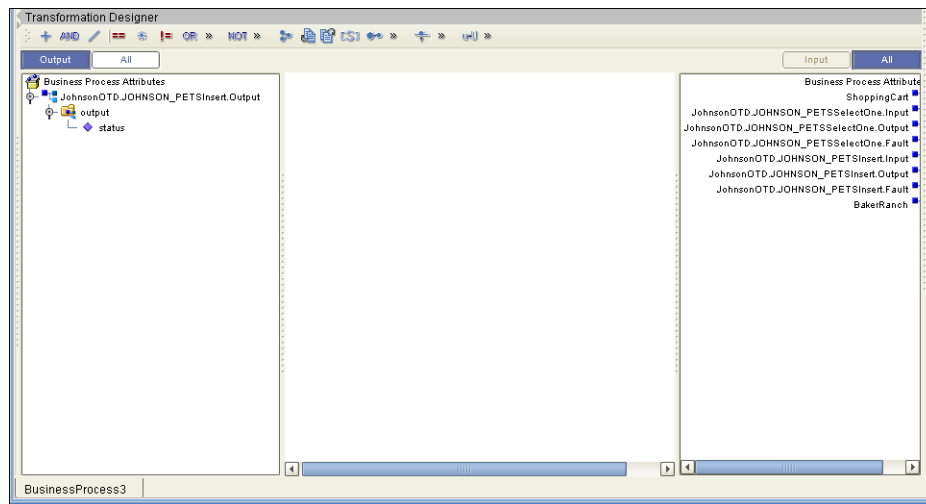 Transformation Designer
+ AND / == * != OR » NOT » [S] » ÷ » »
Output All Input All
Business Process Attributes
JohnsonOTD.JOHNSON_PETSInsert.Output
output
status
Business Process Attribute
ShoppingCart
JohnsonOTD.JOHNSON_PETSSelectOne.Input
JohnsonOTD.JOHNSON_PETSSelectOne.Output
JohnsonOTD.JOHNSON_PETSSelectOne.Fault
JohnsonOTD.JOHNSON_PETSInsert.Input
JohnsonOTD.JOHNSON_PETSInsert.Output
JohnsonOTD.JOHNSON_PETSInsert.Fault
BakerRanch
BusinessProcess3